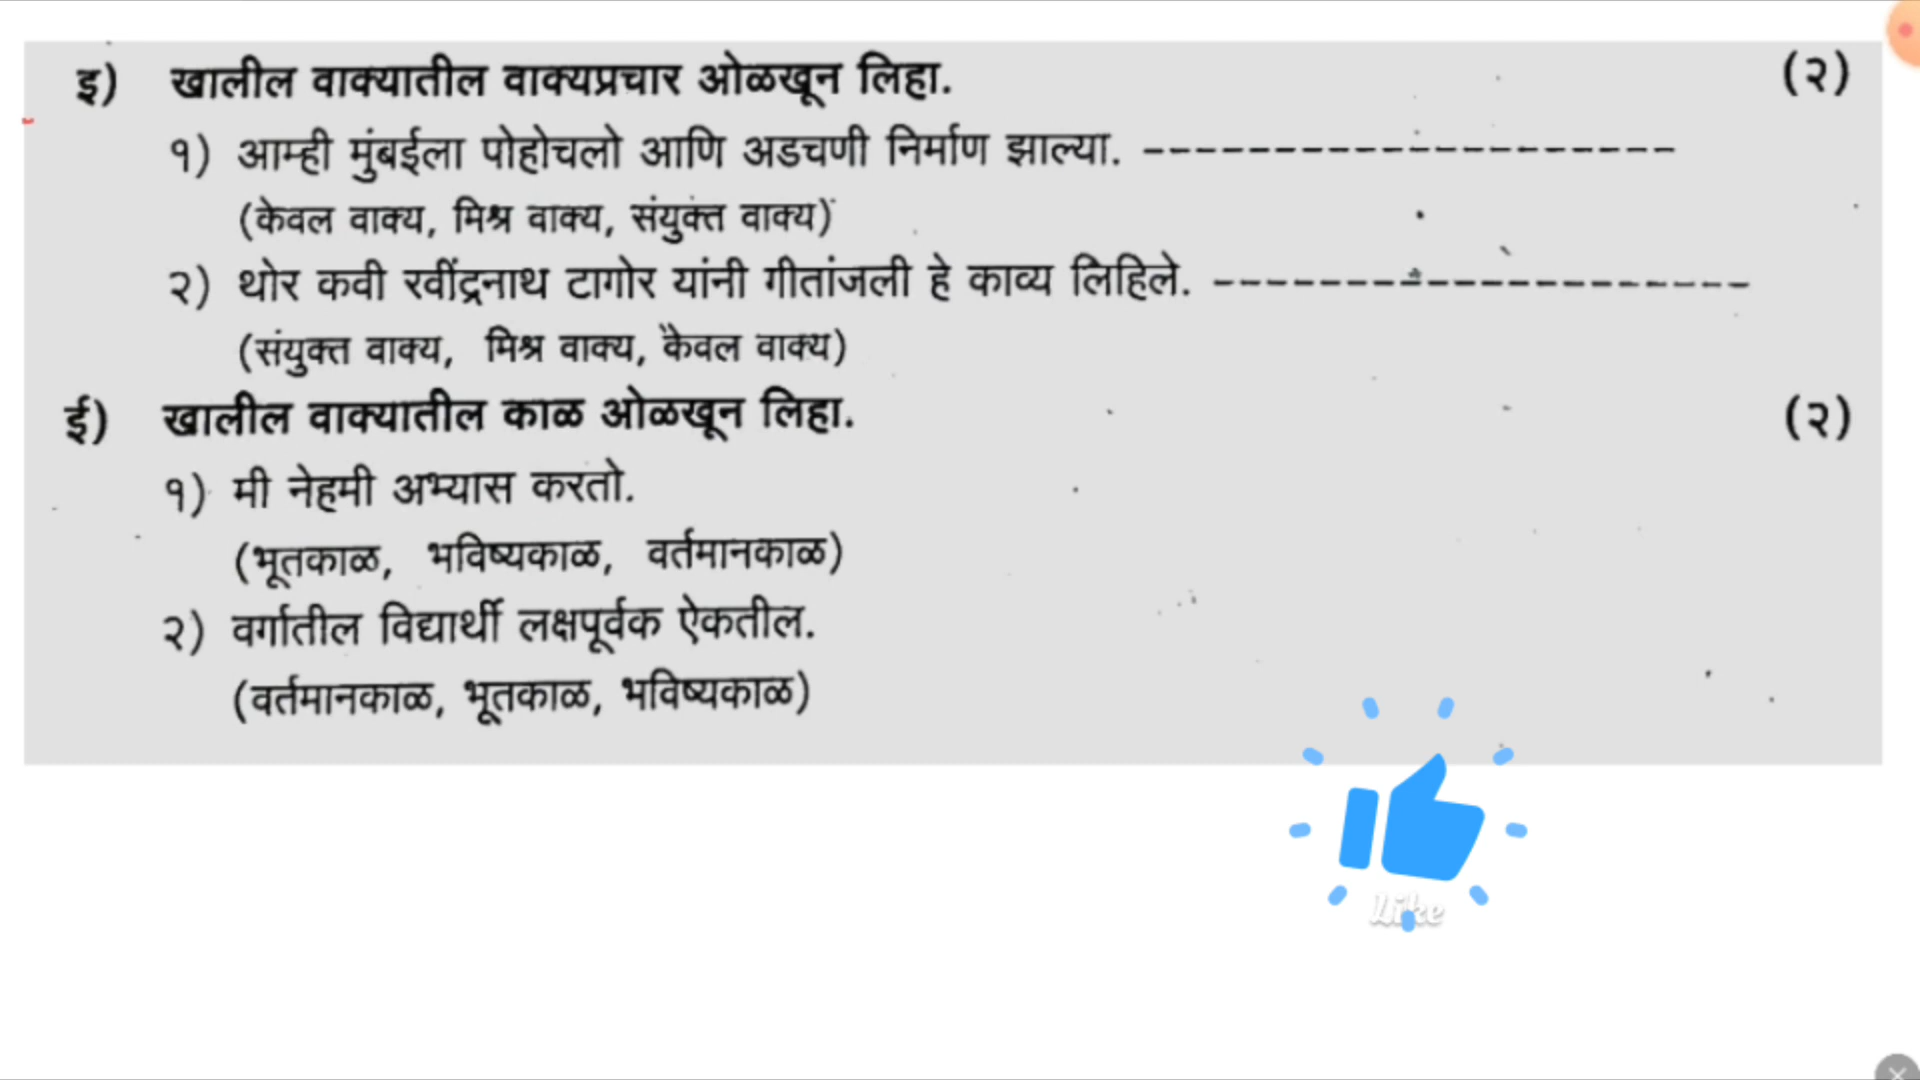 इ) खालील वाक्यातील वाक्यप्रचार ओळखून लिहा. (२)
१) आम्ही मुंबईला पोहोचलो आणि अडचणी निर्माण झाल्या. --------------------
(केवल वाक्य, मिश्र वाक्य, संयुक्त वाक्य)
२) थोर कवी रवींद्रनाथ टागोर यांनी गीतांजली हे काव्य लिहिले. --------------------
(संयुक्त वाक्य, मिश्र वाक्य, केवल वाक्य)
ई) खालील वाक्यातील काळ ओळखून लिहा. (२)
१) मी नेहमी अभ्यास करतो.
(भूतकाळ, भविष्यकाळ, वर्तमानकाळ)
२) वर्गातील विद्यार्थी लक्षपूर्वक ऐकतील.
(वर्तमानकाळ, भूतकाळ, भविष्यकाळ)
Like